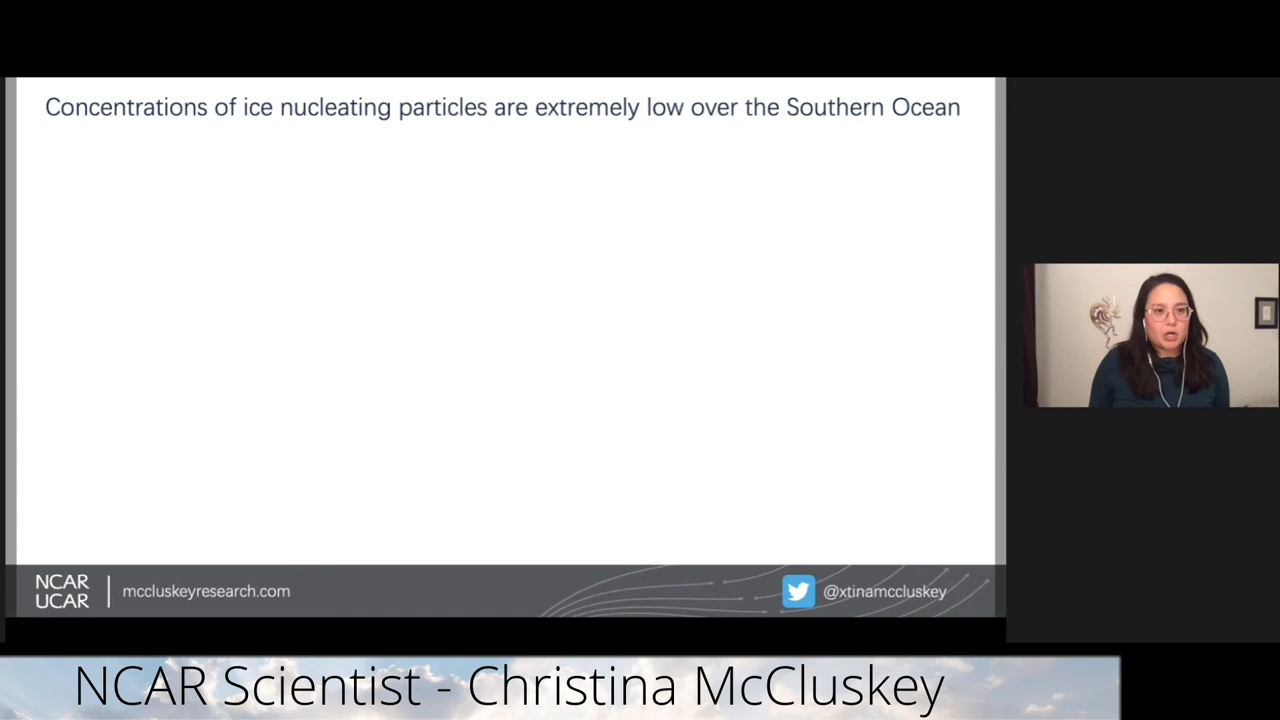 Concentrations of ice nucleating particles are extremely low over the Southern Ocean
NCAR
UCAR
mccluskeyresearch.com
@xtinamccluskey
NCAR Scientist - Christina McCluskey